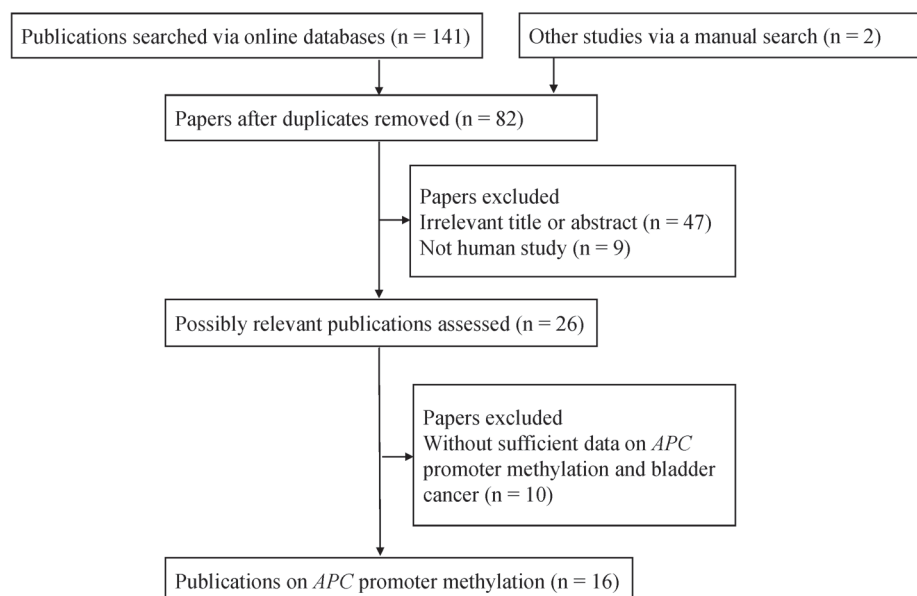 Publications searched via online databases (n = 141)
Other studies via a manual search (n = 2)
Papers after duplicates removed (n = 82)
Papers excluded
Irrelevant title or abstract (n = 47)
Not human study (n = 9)
Possibly relevant publications assessed (n = 26)
Papers excluded
Without sufficient data on APC
promoter methylation and bladder
cancer (n = 10)
Publications on APC promoter methylation (n = 16)